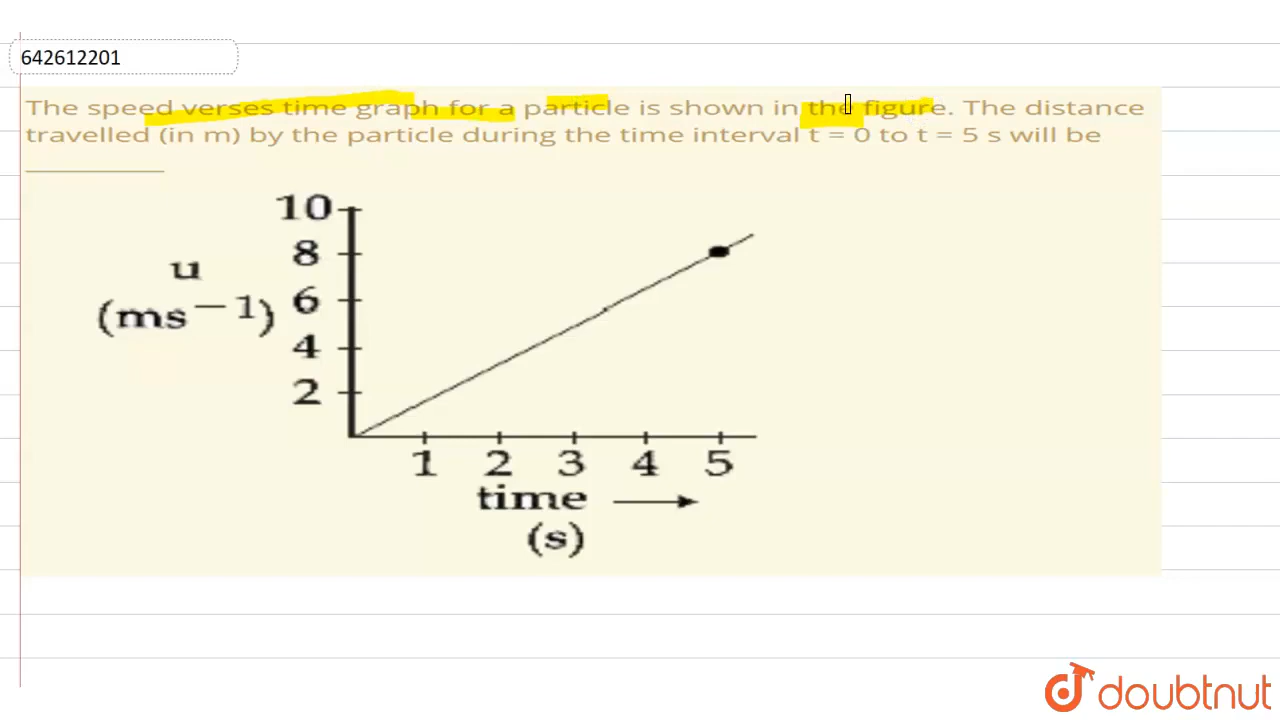 642612201
The speed verses time graph for a particle is shown in the figure. The distance
travelled (in m) by the particle during the time interval t = 0 to t = 5 s will be
__________
10
8
u
(ms⁻¹) 6
4
2
1 2 3 4 5
time ⟶
(s)
doubtnut